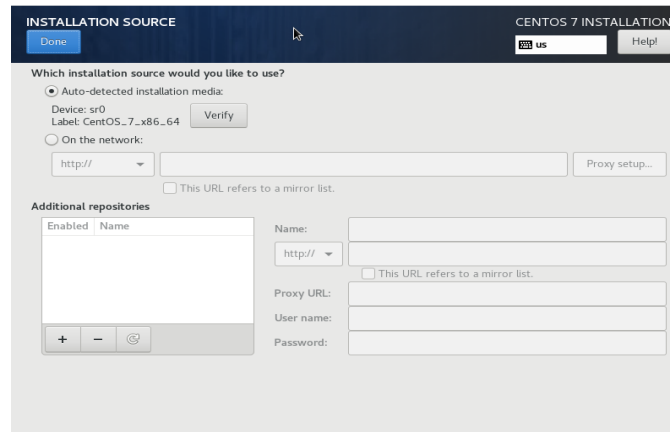 INSTALLATION SOURCE
CENTOS 7 INSTALLATION
Done
us
Help!
Which installation source would you like to use?
Auto-detected installation media:
Device: sr0
Label: CentOS_7_x86_64
Verify
On the network:
http://
Proxy setup...
This URL refers to a mirror list.
Additional repositories
Enabled Name
Name:
http://
This URL refers to a mirror list.
Proxy URL:
User name:
+ −
Password: